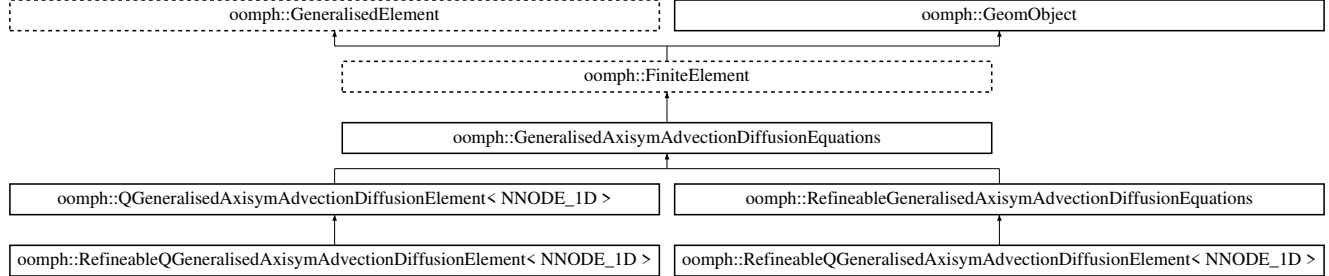 oomph::GeneralisedElement
oomph::GeomObject
oomph::FiniteElement
oomph::GeneralisedAxisymAdvectionDiffusionEquations
oomph::QGeneralisedAxisymAdvectionDiffusionElement< NNODE_1D >
oomph::RefineableGeneralisedAxisymAdvectionDiffusionEquations
oomph::RefineableQGeneralisedAxisymAdvectionDiffusionElement< NNODE_1D >
oomph::RefineableQGeneralisedAxisymAdvectionDiffusionElement< NNODE_1D >